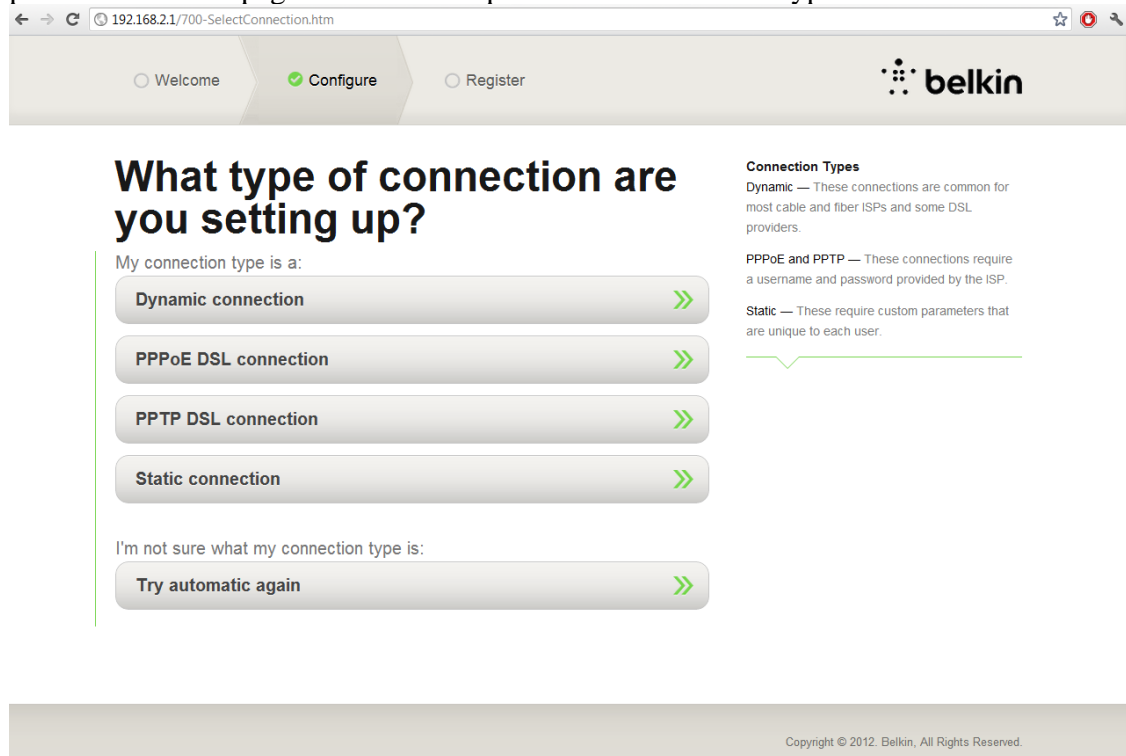 192.168.2.1/700-SelectConnection.htm
Welcome
Configure
Register
belkin
What type of connection are
you setting up?
My connection type is a:
Dynamic connection
PPPoE DSL connection
PPTP DSL connection
Static connection
I'm not sure what my connection type is:
Try automatic again
Connection Types
Dynamic — These connections are common for
most cable and fiber ISPs and some DSL
providers.
PPPoE and PPTP — These connections require
a username and password provided by the ISP.
Static — These require custom parameters that
are unique to each user.
Copyright © 2012. Belkin, All Rights Reserved.